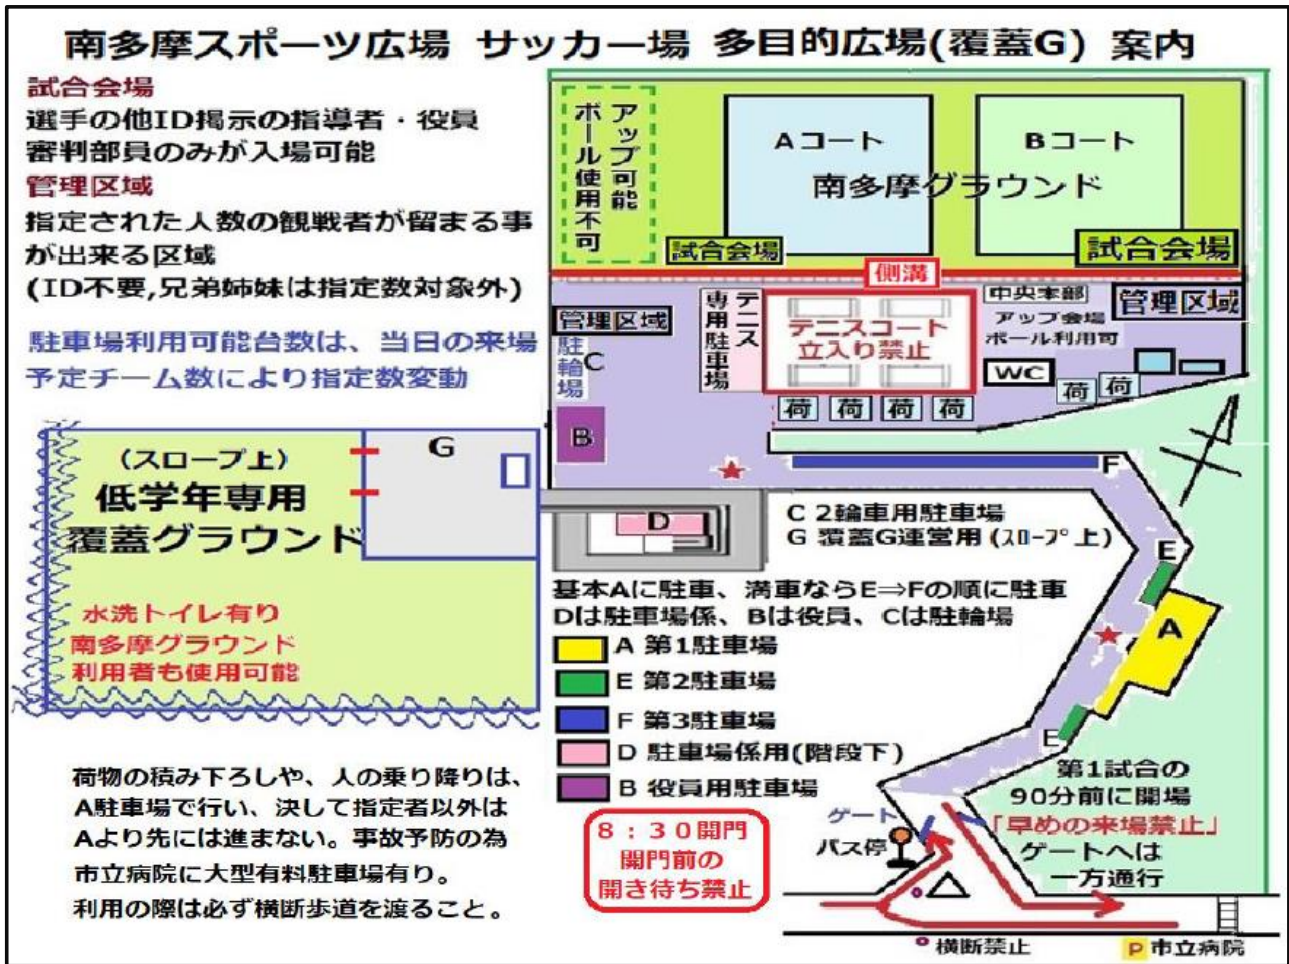 南多摩スポーツ広場 サッカー場 多目的広場(覆蓋G) 案内
試合会場
選手の他ID掲示の指導者・役員
審判部員のみが入場可能
管理区域
指定された人数の観戦者が留まる事
が出来る区域
(ID不要,兄弟姉妹は指定数対象外)
駐車場利用可能台数は、当日の来場
予定チーム数により指定数変動
アップ可能
ボール使用不可
Aコート
Bコート
南多摩グラウンド
試合会場
試合会場
側溝
管理区域
駐輪場
C
テニス
専用駐車場
テニスコート
立入り禁止
中央本部
アップ会場
ボール利用可
管理区域
WC
荷
荷
荷
荷
荷
荷
B
F
(スロープ上)
低学年専用
覆蓋グラウンド
G
水洗トイレ有り
南多摩グラウンド
利用者も使用可能
D
C 2輪車用駐車場
G 覆蓋G運営用(ｽﾛｰﾌﾟ上)
E
A
E
基本Aに駐車、満車ならE⇒Fの順に駐車
Dは駐車場係、Bは役員、Cは駐輪場
A 第1駐車場
E 第2駐車場
F 第3駐車場
D 駐車場係用(階段下)
B 役員用駐車場
荷物の積み下ろしや、人の乗り降りは、
A駐車場で行い、決して指定者以外は
Aより先には進まない。事故予防の為
市立病院に大型有料駐車場有り。
利用の際は必ず横断歩道を渡ること。
８：３０開門
開門前の
開き待ち禁止
第1試合の
90分前に開場
「早めの来場禁止」
ゲートへは
一方通行
ゲート
バス停
横断禁止
P 市立病院